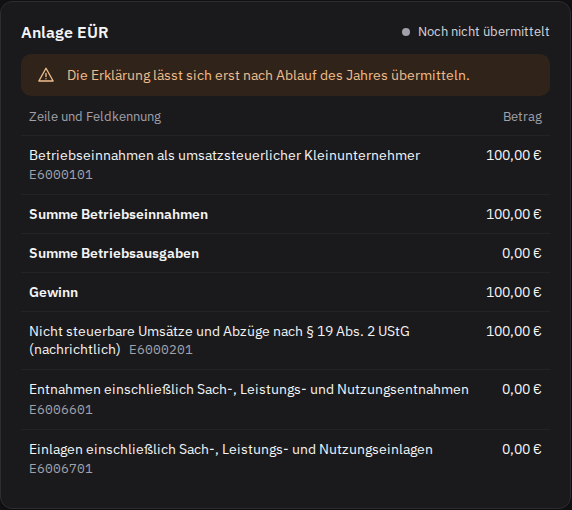 Anlage EÜR
Noch nicht übermittelt
Die Erklärung lässt sich erst nach Ablauf des Jahres übermitteln.
Zeile und Feldkennung Betrag
Betriebseinnahmen als umsatzsteuerlicher Kleinunternehmer 100,00 €
E6000101
Summe Betriebseinnahmen 100,00 €
Summe Betriebsausgaben 0,00 €
Gewinn 100,00 €
Nicht steuerbare Umsätze und Abzüge nach § 19 Abs. 2 UStG 100,00 €
(nachrichtlich) E6000201
Entnahmen einschließlich Sach-, Leistungs- und Nutzungsentnahmen 0,00 €
E6006601
Einlagen einschließlich Sach-, Leistungs- und Nutzungseinlagen 0,00 €
E6006701